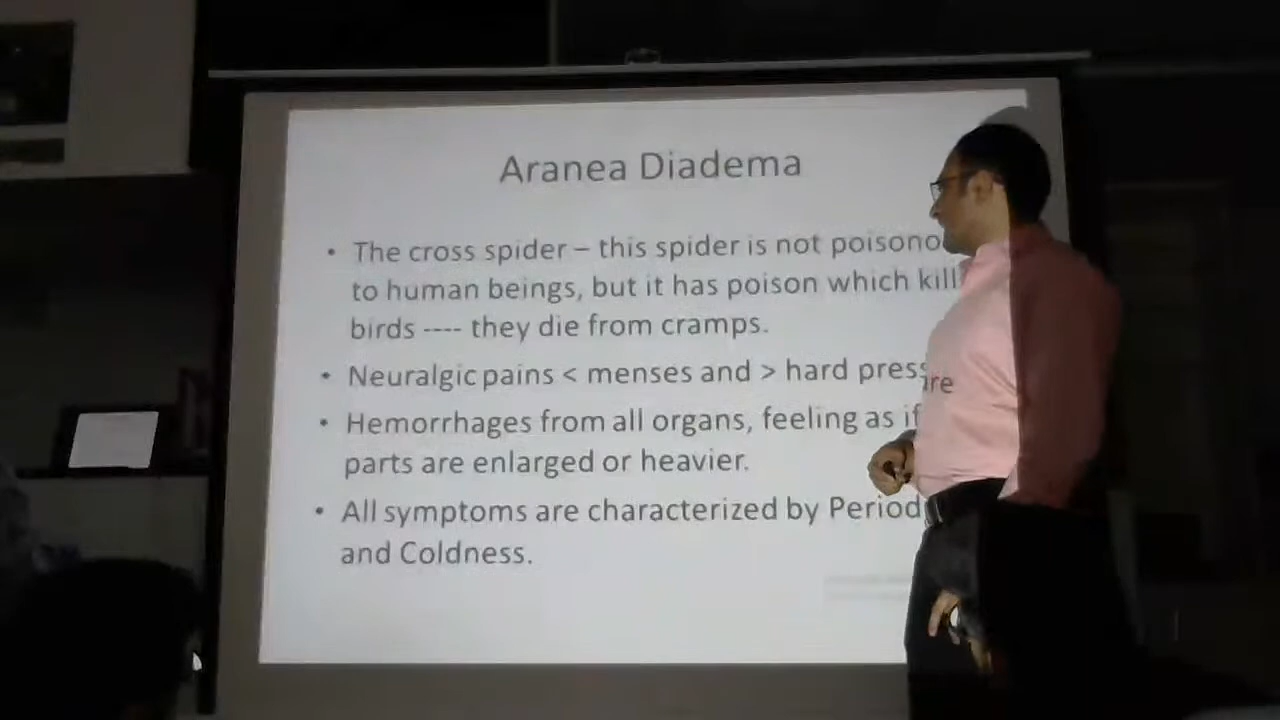 Aranea Diadema
• The cross spider – this spider is not poisono
to human beings, but it has poison which kill
birds ---- they die from cramps.
• Neuralgic pains < menses and > hard pressure
• Hemorrhages from all organs, feeling as if
parts are enlarged or heavier.
• All symptoms are characterized by Period
and Coldness.